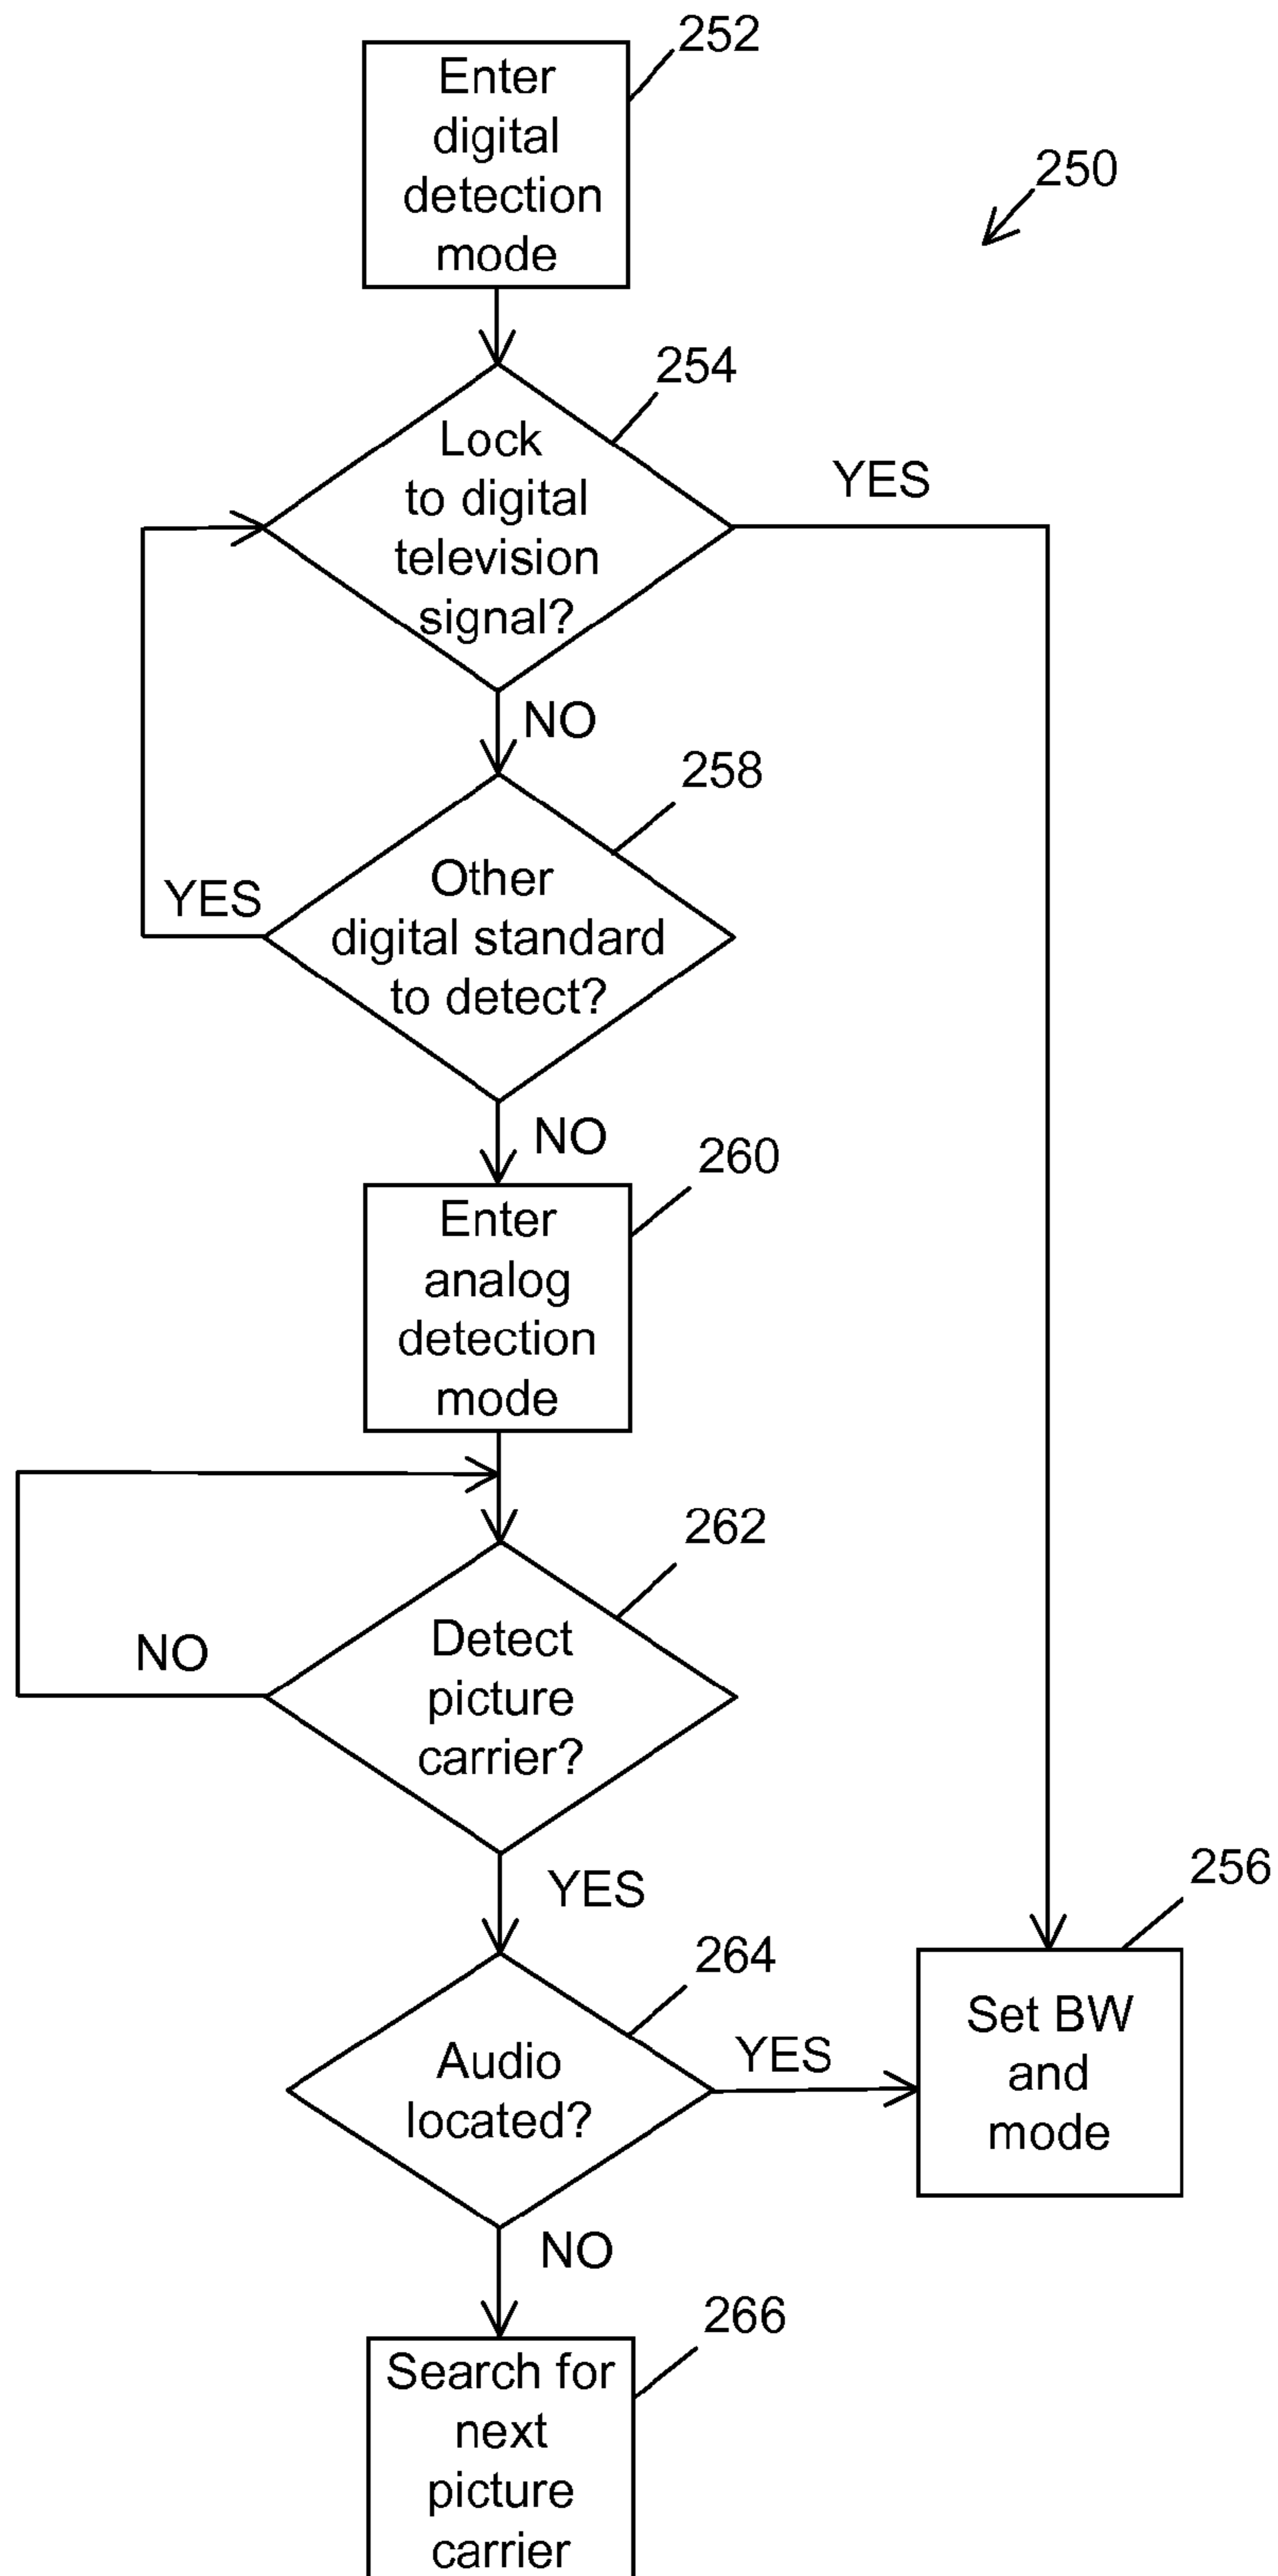 252
Enter
digital
detection
mode
250
254
Lock
to digital
television
signal?
YES
NO
258
Other
digital standard
to detect?
YES
NO
260
Enter
analog
detection
mode
262
Detect
picture
carrier?
NO
YES
256
Set BW
and
mode
264
Audio
located?
YES
NO
266
Search for
next
picture
carrier